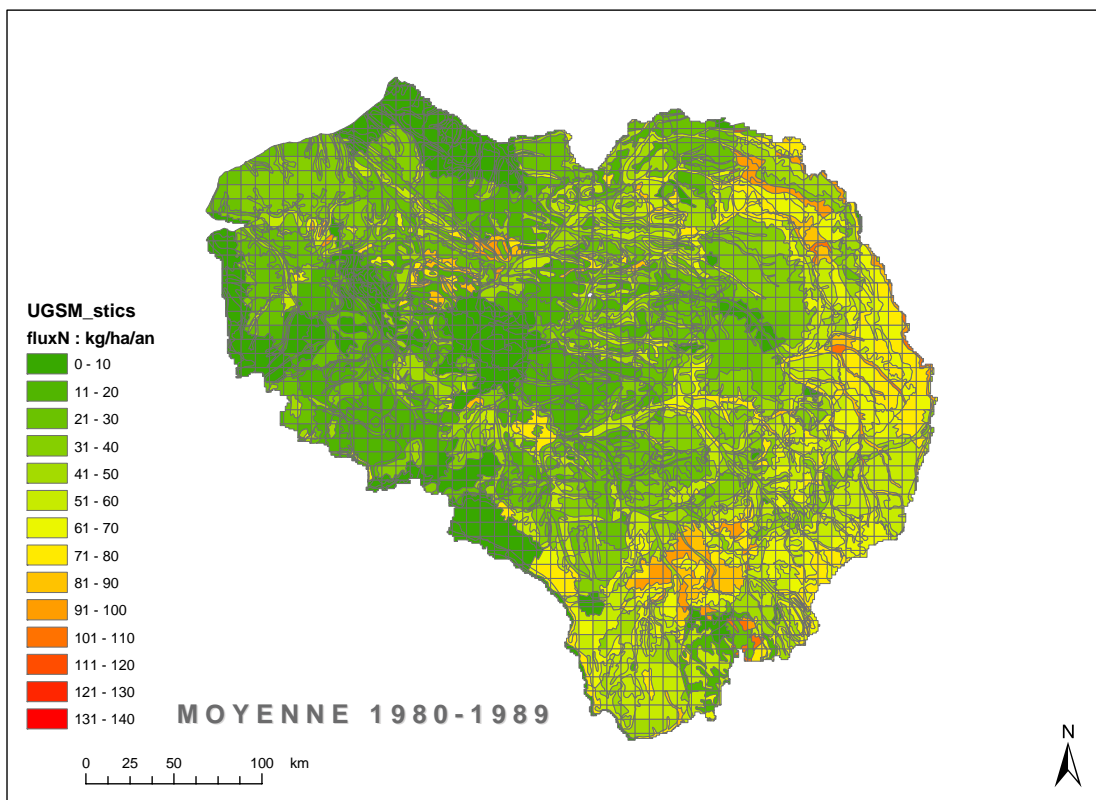 UGSM_stics
fluxN : kg/ha/an
0 - 10
11 - 20
21 - 30
31 - 40
41 - 50
51 - 60
61 - 70
71 - 80
81 - 90
91 - 100
101 - 110
111 - 120
121 - 130
131 - 140
MOYENNE 1980-1989
0 25 50 100 km
N